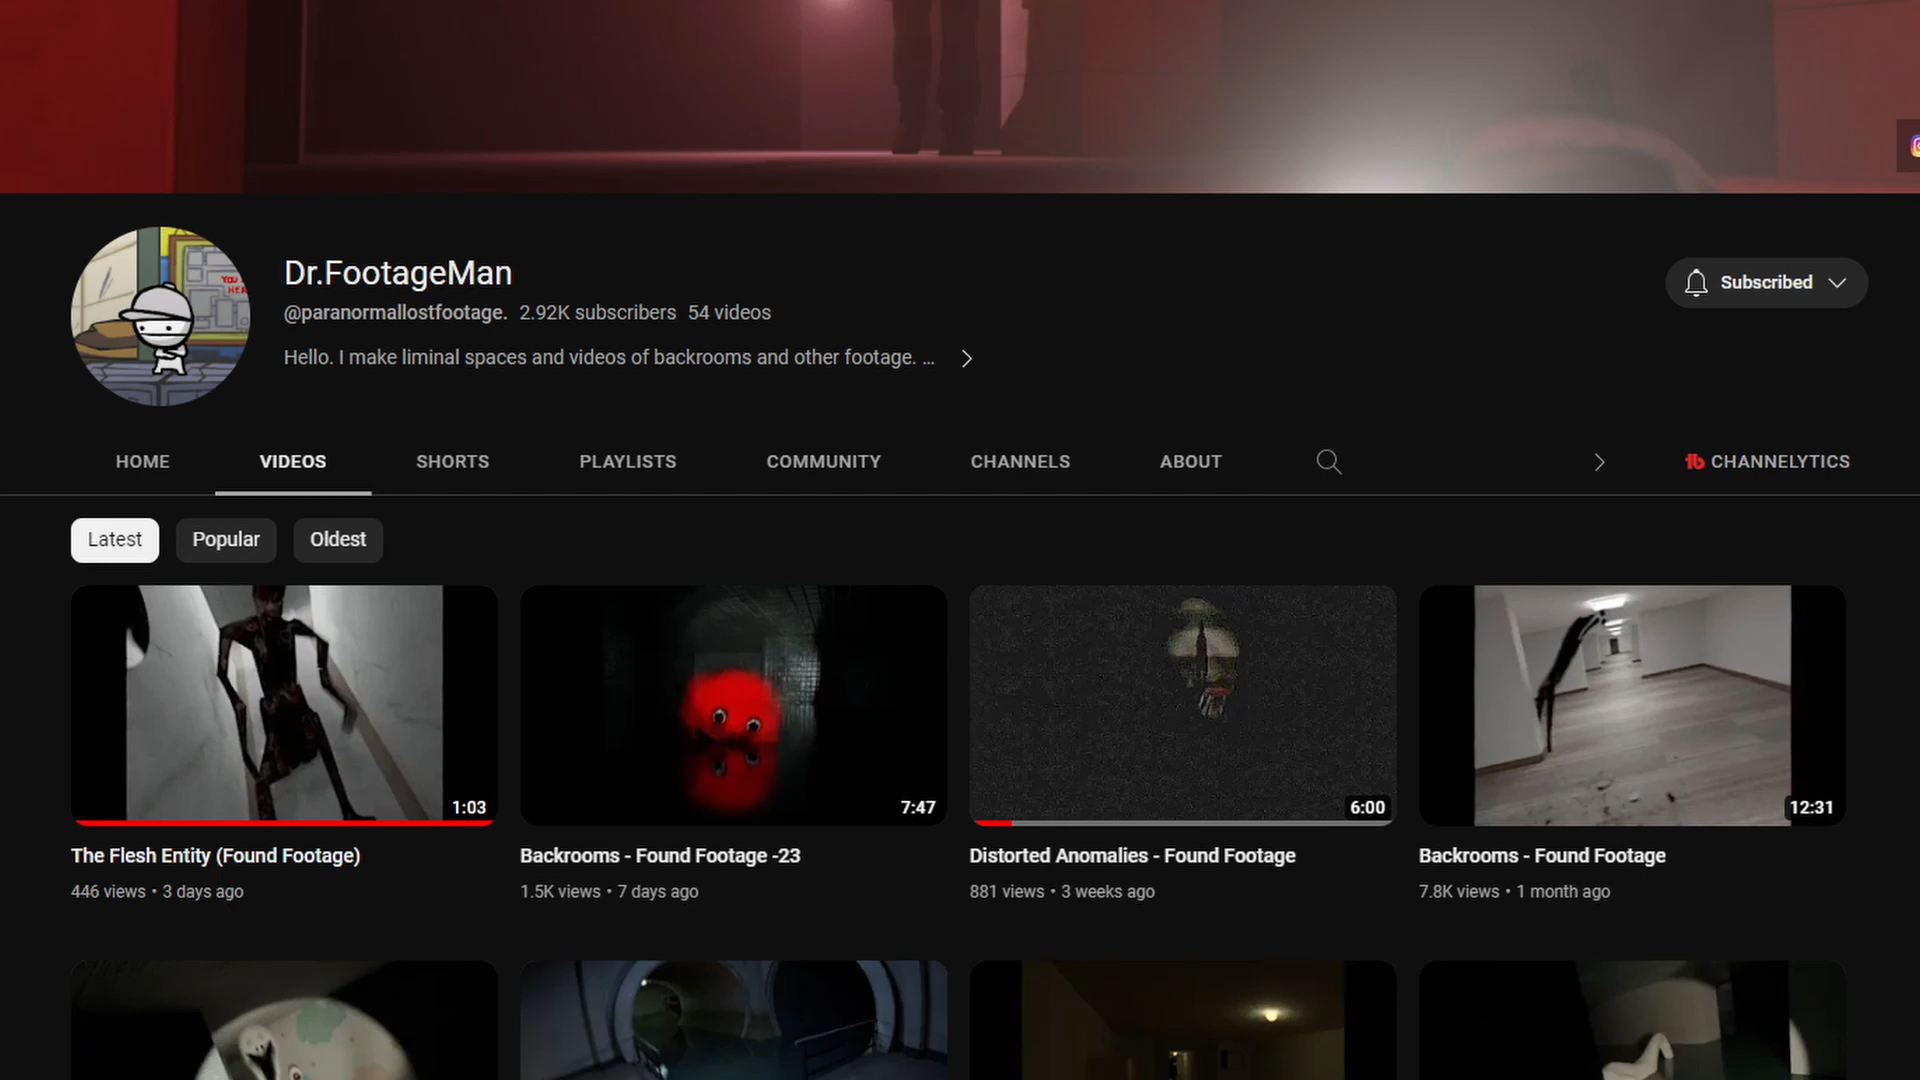 YOU
HER
Dr.FootageMan
@paranormallostfootage. 2.92K subscribers 54 videos
Hello. I make liminal spaces and videos of backrooms and other footage. ...
Subscribed
HOME VIDEOS SHORTS PLAYLISTS COMMUNITY CHANNELS ABOUT CHANNELYTICS
Latest Popular Oldest
1:03 7:47 6:00 12:31
The Flesh Entity (Found Footage) Backrooms - Found Footage -23 Distorted Anomalies - Found Footage Backrooms - Found Footage
446 views • 3 days ago 1.5K views • 7 days ago 881 views • 3 weeks ago 7.8K views • 1 month ago